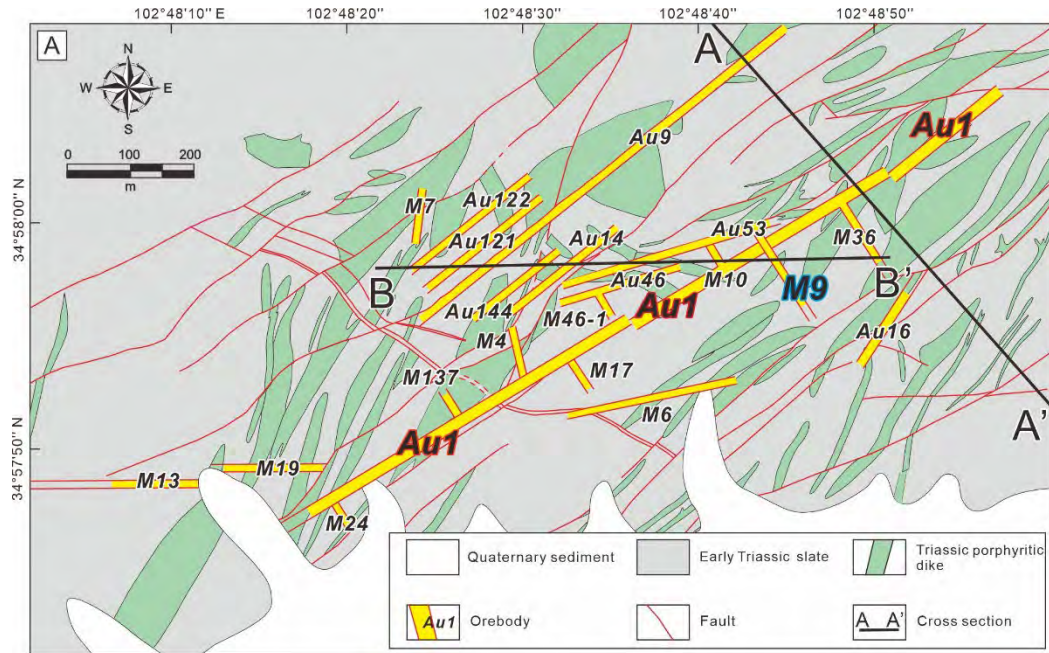 102°48'10" E
102°48'20"
102°48'30"
102°48'40"
102°48'50"
A
N
W
E
S
0
100
200
m
34°58'00" N
34°57'50" N
A
Au1
Au9
Au122
M7
Au121
Au14
Au53
M36
B
B'
Au46
M10
M9
Au144
M46-1
Au1
Au16
M4
M137
M17
M6
A'
Au1
M19
M13
M24
Quaternary sediment
Early Triassic slate
Triassic porphyritic
dike
Au1
Orebody
Fault
A A'
Cross section